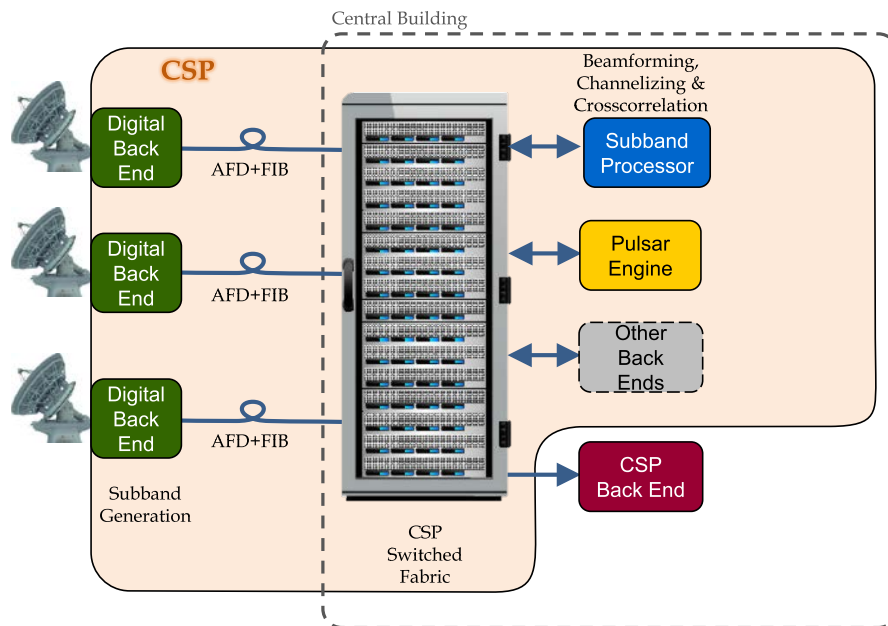 Central Building
CSP
Beamforming,
Channelizing &
Crosscorrelation
Digital
Back
End
AFD+FIB
Subband
Processor
Digital
Back
End
AFD+FIB
Pulsar
Engine
Other
Back
Ends
Digital
Back
End
AFD+FIB
CSP
Back End
Subband
Generation
CSP
Switched
Fabric